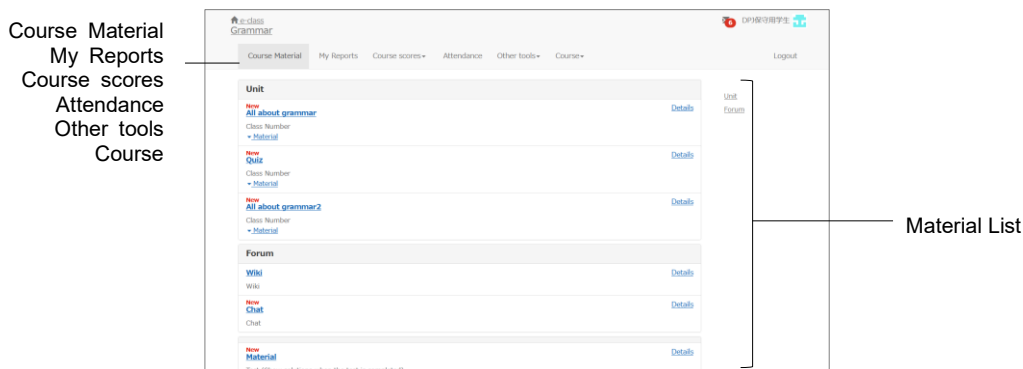 Course Material
My Reports
Course scores
Attendance
Other tools
Course
e-class
Grammar
6 DPJ保守用学生
Course Material My Reports Course scores Attendance Other tools Course Logout
Unit
New
All about grammar Details
Class Number
Material
New
Quiz Details
Class Number
Material
New
All about grammar2 Details
Class Number
Material
Forum
Wiki Details
Wiki
New
Chat Details
Chat
New
Material Details
Unit
Forum
Material List